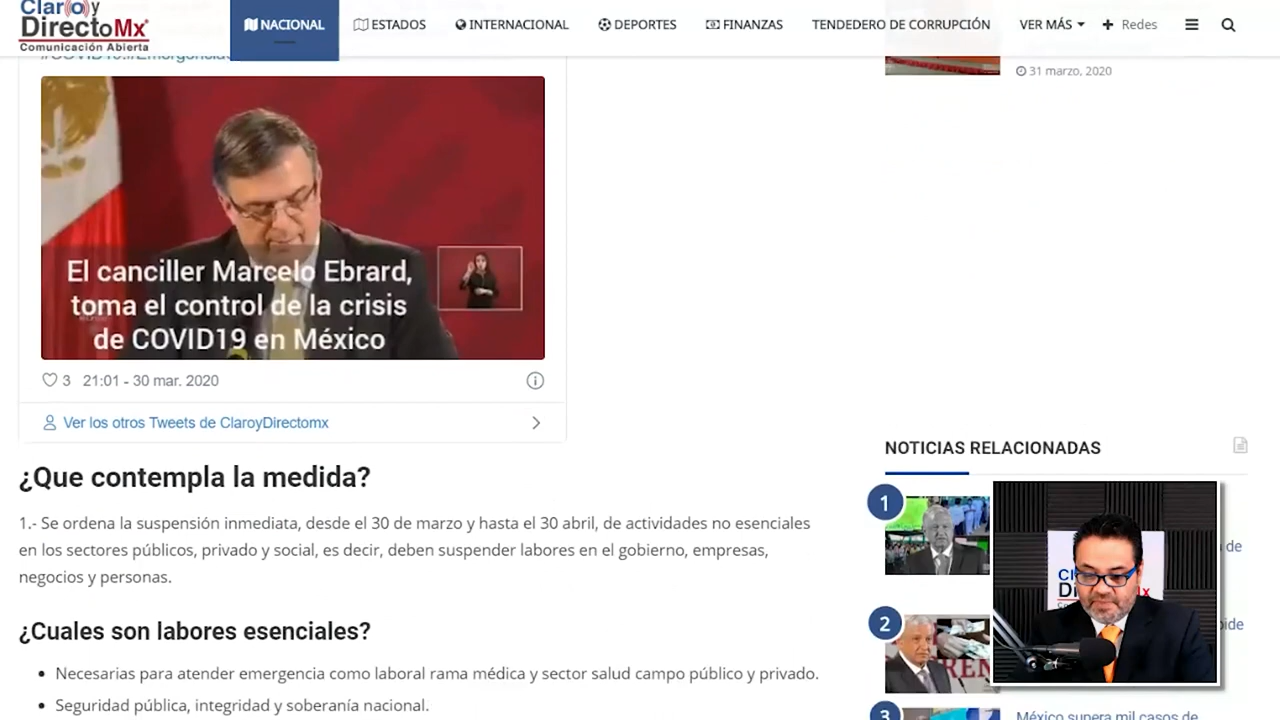 Claro y
DirectoMx
Comunicación Abierta
NACIONAL
ESTADOS
INTERNACIONAL
DEPORTES
FINANZAS
TENDEDERO DE CORRUPCIÓN
VER MÁS
Redes
31 marzo, 2020
El canciller Marcelo Ebrard,
toma el control de la crisis
de COVID19 en México
3 21:01 - 30 mar. 2020
Ver los otros Tweets de ClaroyDirectomx
¿Que contempla la medida?
1.- Se ordena la suspensión inmediata, desde el 30 de marzo y hasta el 30 abril, de actividades no esenciales
en los sectores públicos, privado y social, es decir, deben suspender labores en el gobierno, empresas,
negocios y personas.
¿Cuales son labores esenciales?
• Necesarias para atender emergencia como laboral rama médica y sector salud campo público y privado.
• Seguridad pública, integridad y soberanía nacional.
NOTICIAS RELACIONADAS
1
de
2
3
México supera mil casos de